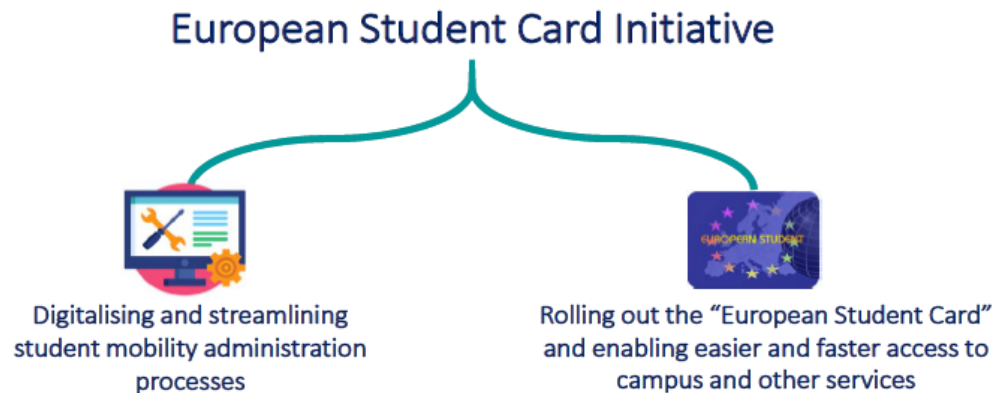 European Student Card Initiative
EUROPEAN STUDENT
Digitalising and streamlining
student mobility administration
processes
Rolling out the “European Student Card”
and enabling easier and faster access to
campus and other services